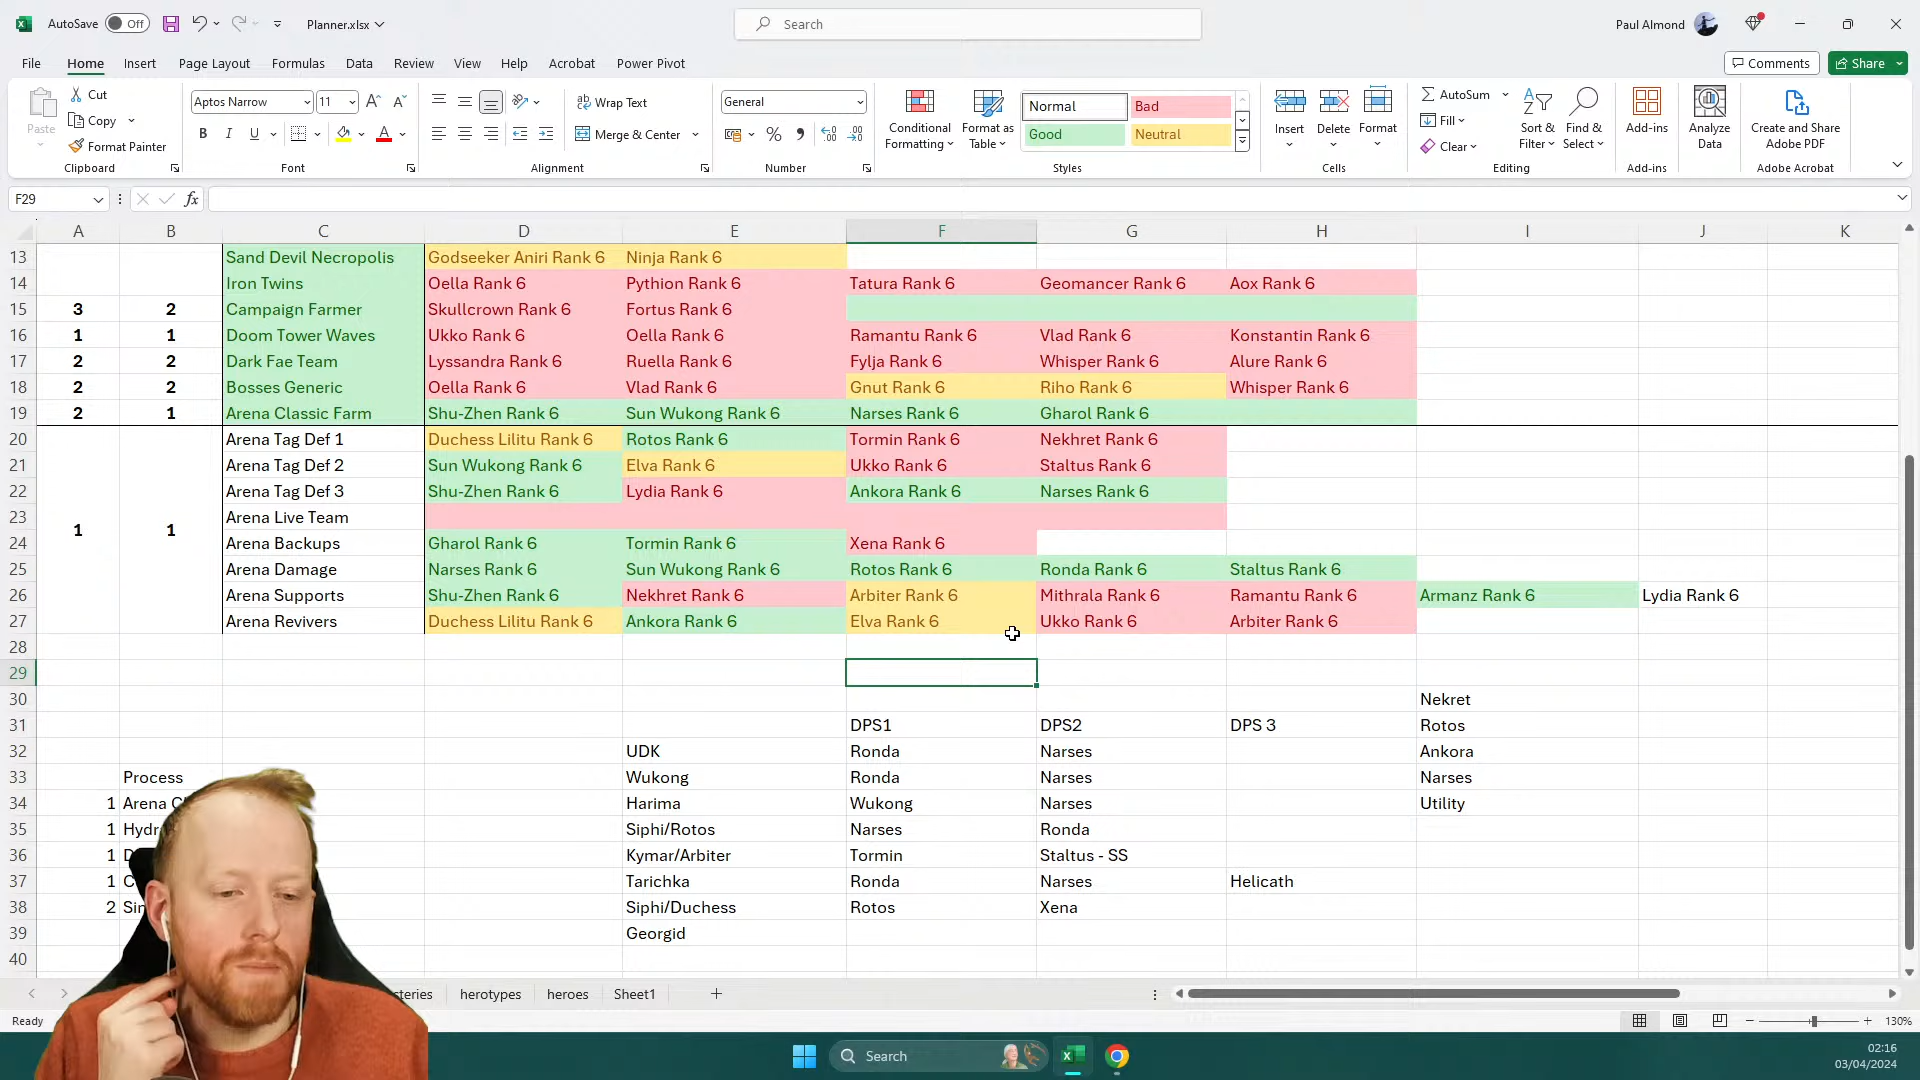 AutoSave Off Planner.xlsx Search Paul Almond
File Home Insert Page Layout Formulas Data Review View Help Acrobat Power Pivot Comments Share
Paste Cut Copy Format Painter Clipboard
Aptos Narrow 11 B I U Font
Wrap Text Merge & Center Alignment
General % Number
Conditional Formatting Format as Table Normal Bad Good Neutral Styles
Insert Delete Format Cells
AutoSum Fill Clear Sort & Filter Find & Select Editing
Add-ins Add-ins
Analyze Data
Create and Share Adobe PDF Adobe Acrobat
F29 fx
A B C D E F G H I J K
13 Sand Devil Necropolis Godseeker Aniri Rank 6 Ninja Rank 6
14 Iron Twins Oella Rank 6 Pythion Rank 6 Tatura Rank 6 Geomancer Rank 6 Aox Rank 6
15 3 2 Campaign Farmer Skullcrown Rank 6 Fortus Rank 6
16 1 1 Doom Tower Waves Ukko Rank 6 Oella Rank 6 Ramantu Rank 6 Vlad Rank 6 Konstantin Rank 6
17 2 2 Dark Fae Team Lyssandra Rank 6 Ruella Rank 6 Fylja Rank 6 Whisper Rank 6 Alure Rank 6
18 2 2 Bosses Generic Oella Rank 6 Vlad Rank 6 Gnut Rank 6 Riho Rank 6 Whisper Rank 6
19 2 1 Arena Classic Farm Shu-Zhen Rank 6 Sun Wukong Rank 6 Narses Rank 6 Gharol Rank 6
20 Arena Tag Def 1 Duchess Lilitu Rank 6 Rotos Rank 6 Tormin Rank 6 Nekhret Rank 6
21 Arena Tag Def 2 Sun Wukong Rank 6 Elva Rank 6 Ukko Rank 6 Staltus Rank 6
22 Arena Tag Def 3 Shu-Zhen Rank 6 Lydia Rank 6 Ankora Rank 6 Narses Rank 6
23 Arena Live Team
1 1
24 Arena Backups Gharol Rank 6 Tormin Rank 6 Xena Rank 6
25 Arena Damage Narses Rank 6 Sun Wukong Rank 6 Rotos Rank 6 Ronda Rank 6 Staltus Rank 6
26 Arena Supports Shu-Zhen Rank 6 Nekhret Rank 6 Arbiter Rank 6 Mithrala Rank 6 Ramantu Rank 6 Armanz Rank 6 Lydia Rank 6
27 Arena Revivers Duchess Lilitu Rank 6 Ankora Rank 6 Elva Rank 6 Ukko Rank 6 Arbiter Rank 6
28
29
30 Nekret
31 DPS1 DPS2 DPS 3 Rotos
32 UDK Ronda Narses Ankora
33 Process Wukong Ronda Narses Narses
34 1 Arena Harima Wukong Narses Utility
35 1 Siphi/Rotos Narses Ronda
36 1 Kymar/Arbiter Tormin Staltus - SS
37 1 Tarichka Ronda Narses Helicath
38 2 Siphi/Duchess Rotos Xena
39 Georgid
40
herotypes heroes Sheet1
Ready 130%
Search
02:16
03/04/2024